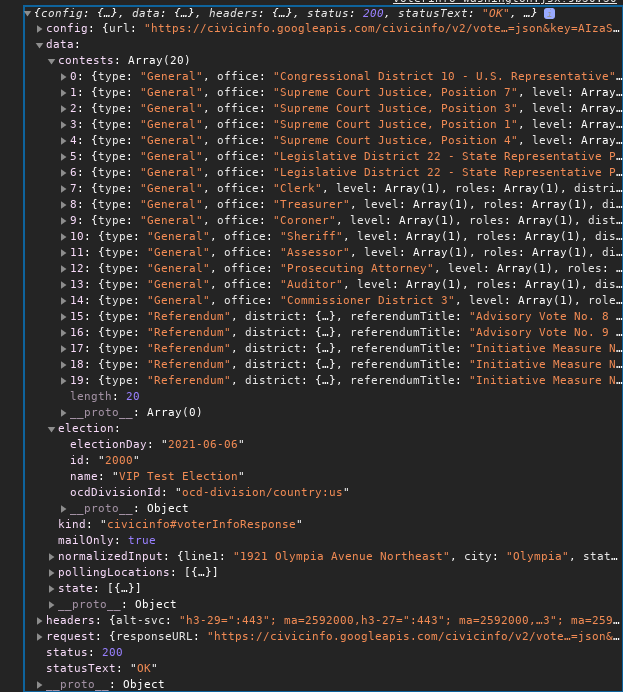 {config: {…}, data: {…}, headers: {…}, status: 200, statusText: "OK", …} i
config: {url: "https://civicinfo.googleapis.com/civicinfo/v2/vote…=json&key=AIzaS…
data:
contests: Array(20)
0: {type: "General", office: "Congressional District 10 - U.S. Representative"…
1: {type: "General", office: "Supreme Court Justice, Position 7", level: Array…
2: {type: "General", office: "Supreme Court Justice, Position 3", level: Array…
3: {type: "General", office: "Supreme Court Justice, Position 1", level: Array…
4: {type: "General", office: "Supreme Court Justice, Position 4", level: Array…
5: {type: "General", office: "Legislative District 22 - State Representative P…
6: {type: "General", office: "Legislative District 22 - State Representative P…
7: {type: "General", office: "Clerk", level: Array(1), roles: Array(1), distri…
8: {type: "General", office: "Treasurer", level: Array(1), roles: Array(1), di…
9: {type: "General", office: "Coroner", level: Array(1), roles: Array(1), dist…
10: {type: "General", office: "Sheriff", level: Array(1), roles: Array(1), dis…
11: {type: "General", office: "Assessor", level: Array(1), roles: Array(1), di…
12: {type: "General", office: "Prosecuting Attorney", level: Array(1), roles: …
13: {type: "General", office: "Auditor", level: Array(1), roles: Array(1), dis…
14: {type: "General", office: "Commissioner District 3", level: Array(1), role…
15: {type: "Referendum", district: {…}, referendumTitle: "Advisory Vote No. 8 …
16: {type: "Referendum", district: {…}, referendumTitle: "Advisory Vote No. 9 …
17: {type: "Referendum", district: {…}, referendumTitle: "Initiative Measure N…
18: {type: "Referendum", district: {…}, referendumTitle: "Initiative Measure N…
19: {type: "Referendum", district: {…}, referendumTitle: "Initiative Measure N…
length: 20
__proto__: Array(0)
election:
electionDay: "2021-06-06"
id: "2000"
name: "VIP Test Election"
ocdDivisionId: "ocd-division/country:us"
__proto__: Object
kind: "civicinfo#voterInfoResponse"
mailOnly: true
normalizedInput: {line1: "1921 Olympia Avenue Northeast", city: "Olympia", stat…
pollingLocations: [{…}]
state: [{…}]
__proto__: Object
headers: {alt-svc: "h3-29=":443"; ma=2592000,h3-27=":443"; ma=2592000,…3"; ma=259…
request: {responseURL: "https://civicinfo.googleapis.com/civicinfo/v2/vote…=json&…
status: 200
statusText: "OK"
__proto__: Object